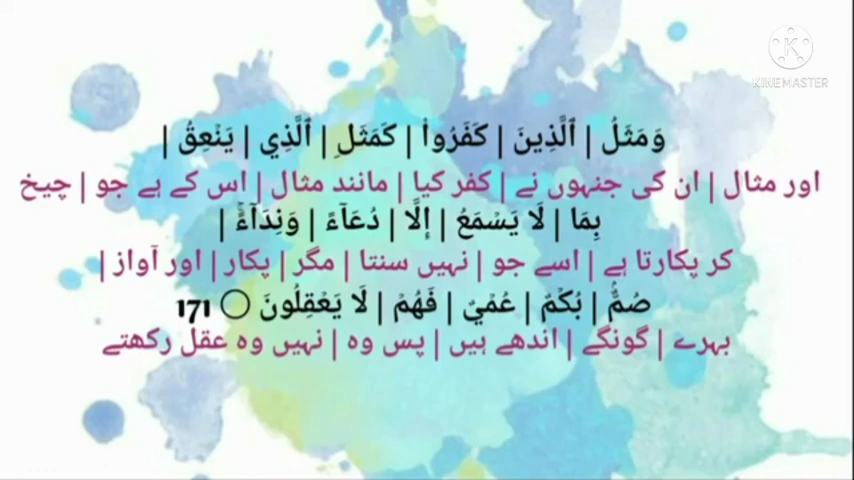 KINEMASTER
وَمَثَلُ | ٱلَّذِينَ | كَفَرُوا۟ | كَمَثَلِ | ٱلَّذِي | يَنۡعِقُ |
اور مثال | ان کی جنہوں نے | کفر کیا | مانند مثال | اس کے ہے جو | چیخ
بِمَا | لَا يَسۡمَعُ | إِلَّا | دُعَآءً | وَنِدَآءًۚ |
کر پکارتا ہے | اسے جو | نہیں سنتا | مگر | پکار | اور آواز |
صُمُّۢ | بُكۡمٌ | عُمۡيٌ | فَهُمۡ | لَا يَعۡقِلُونَ ○ 171
بہرے | گونگے | اندھے ہیں | پس وہ | نہیں وہ عقل رکھتے